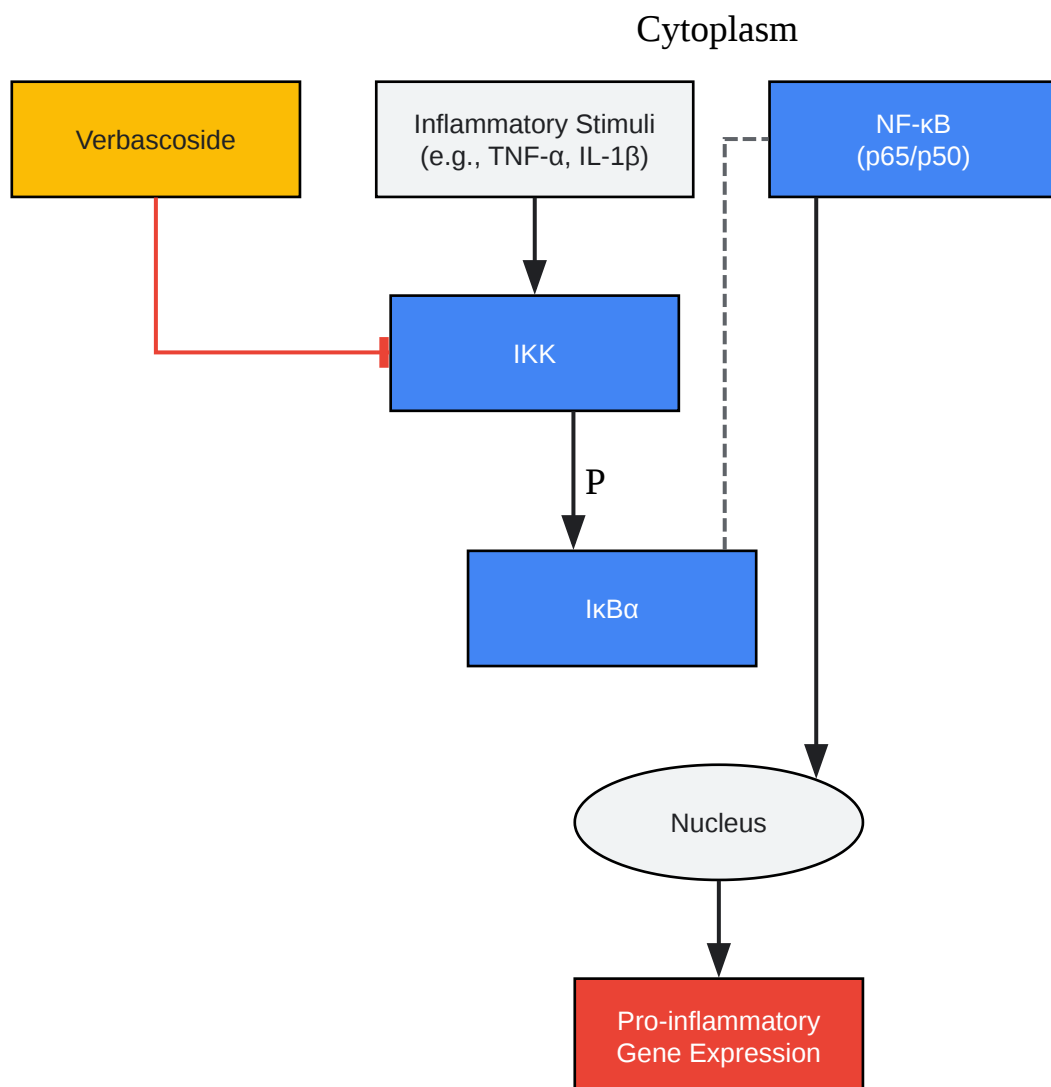 Cytoplasm
Verbascoside
Inflammatory Stimuli
(e.g., TNF-α, IL-1β)
NF-κB
(p65/p50)
IKK
P
IκBα
Nucleus
Pro-inflammatory
Gene Expression